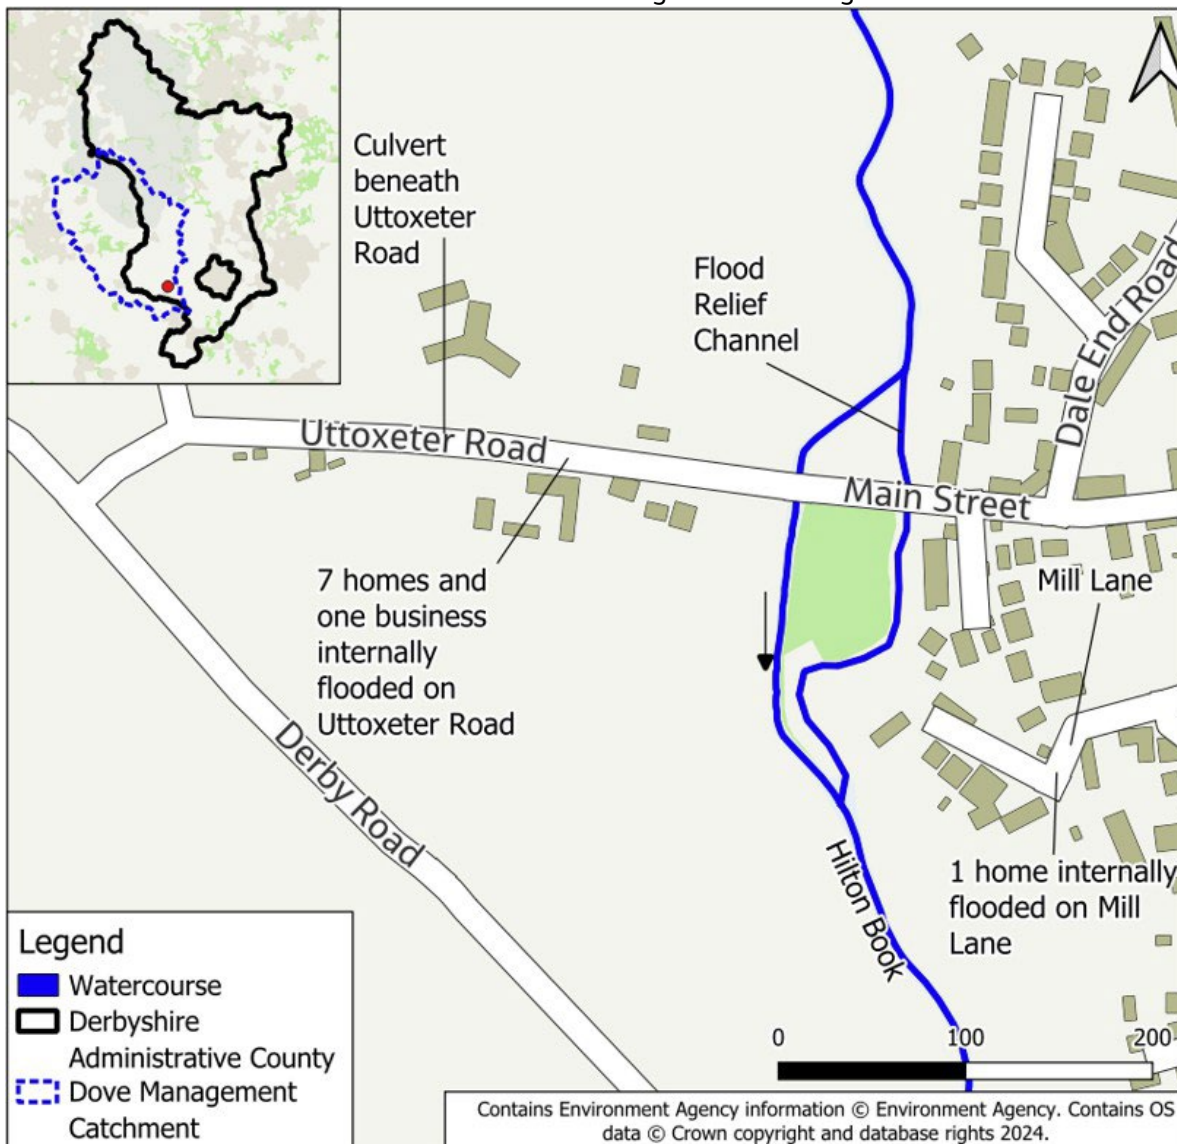 Culvert
beneath
Uttoxeter
Road
Flood
Relief
Channel
Dale End Road
Uttoxeter Road
Main Street
7 homes and
one business
internally
flooded on
Uttoxeter Road
Mill Lane
Derby Road
Hilton Book
1 home internally
flooded on Mill
Lane
Legend
Watercourse
Derbyshire
Administrative County
Dove Management
Catchment
0 100 200
Contains Environment Agency information © Environment Agency. Contains OS
data © Crown copyright and database rights 2024.